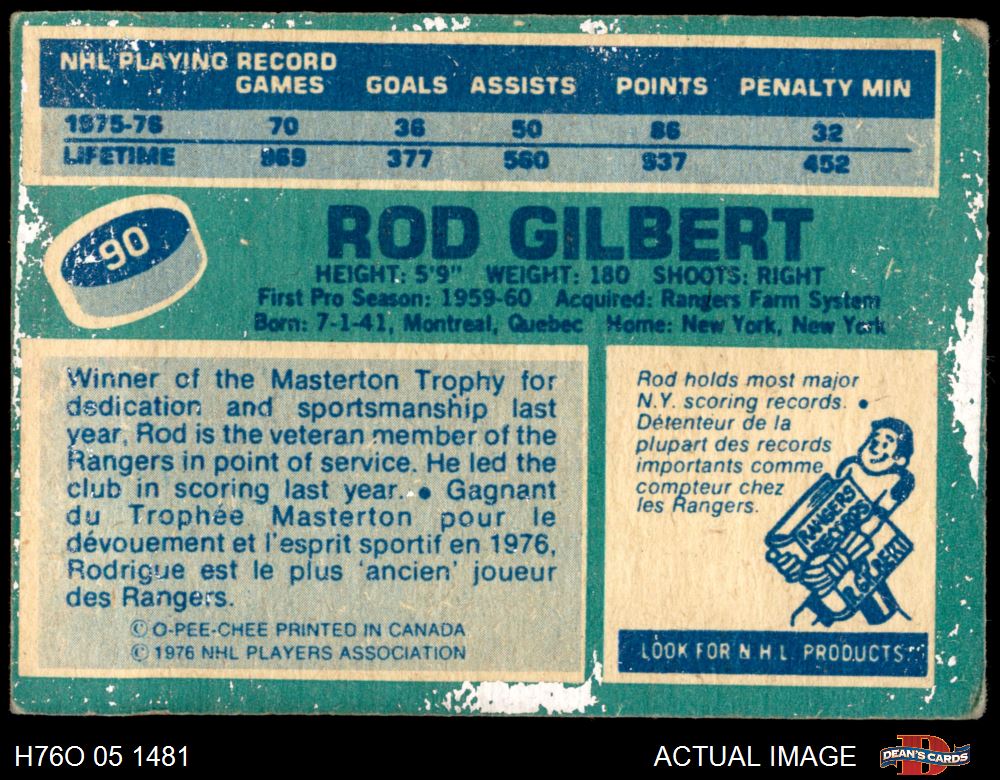 NHL PLAYING RECORD
GAMES GOALS ASSISTS POINTS PENALTY MIN
1975-76 70 36 50 86 32
LIFETIME 969 377 560 937 452
90
ROD GILBERT
HEIGHT: 5'9" WEIGHT: 180 SHOOTS: RIGHT
First Pro Season: 1959-60 Acquired: Rangers Farm System
Born: 7-1-41, Montreal, Quebec Home: New York, New York
Winner of the Masterton Trophy for
dedication and sportsmanship last
year, Rod is the veteran member of the
Rangers in point of service. He led the
club in scoring last year. • Gagnant
du Trophée Masterton pour le
dévouement et l'esprit sportif en 1976,
Rodrigue est le plus 'ancien' joueur
des Rangers.
© O-PEE-CHEE PRINTED IN CANADA
© 1976 NHL PLAYERS ASSOCIATION
Rod holds most major
N.Y. scoring records. •
Détenteur de la
plupart des records
importants comme
compteur chez
les Rangers.
RANGERS
RECORDS
R. GILBERT
LOOK FOR N H L PRODUCTS
H76O 05 1481
ACTUAL IMAGE
DEAN'S CARDS